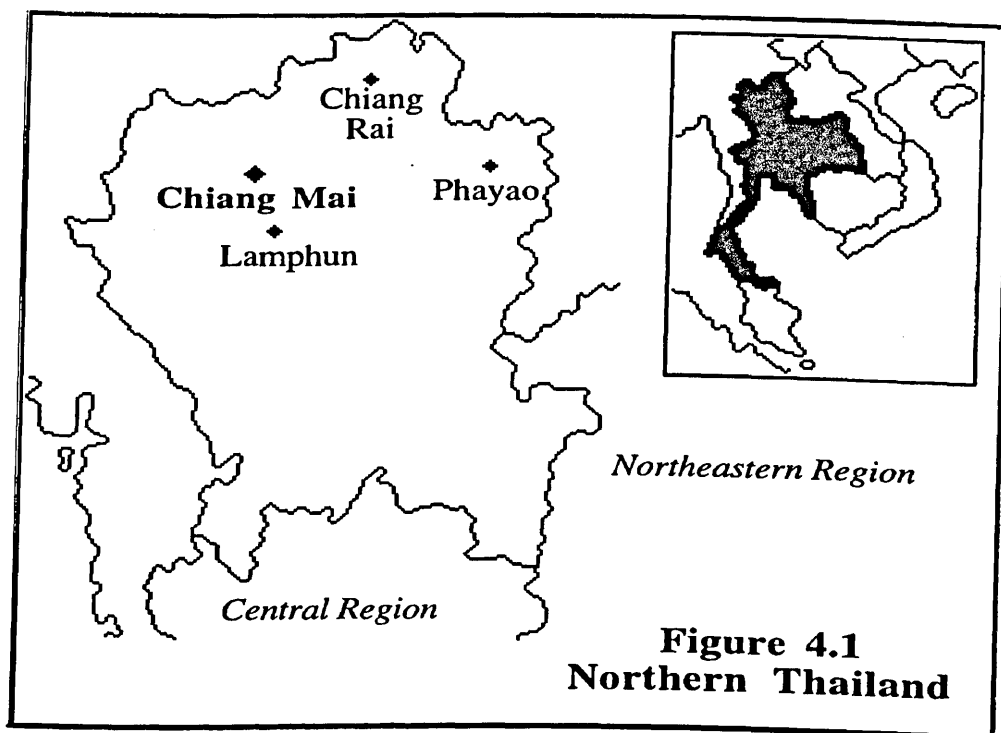 Chiang
Rai
Chiang Mai
Phayao
Lamphun
Northeastern Region
Central Region
Figure 4.1
Northern Thailand